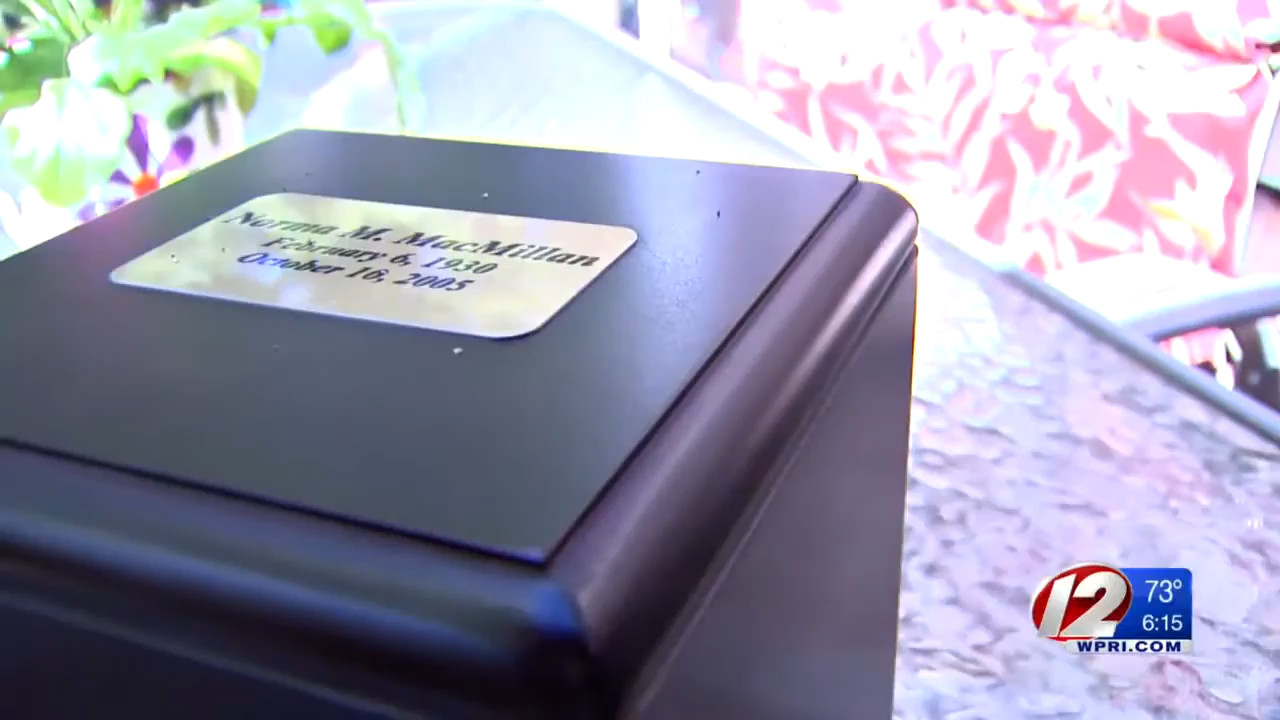 Norma M. MacMillan
February 6, 1930
October 16, 2005
12
73°
6:15
WPRI.COM